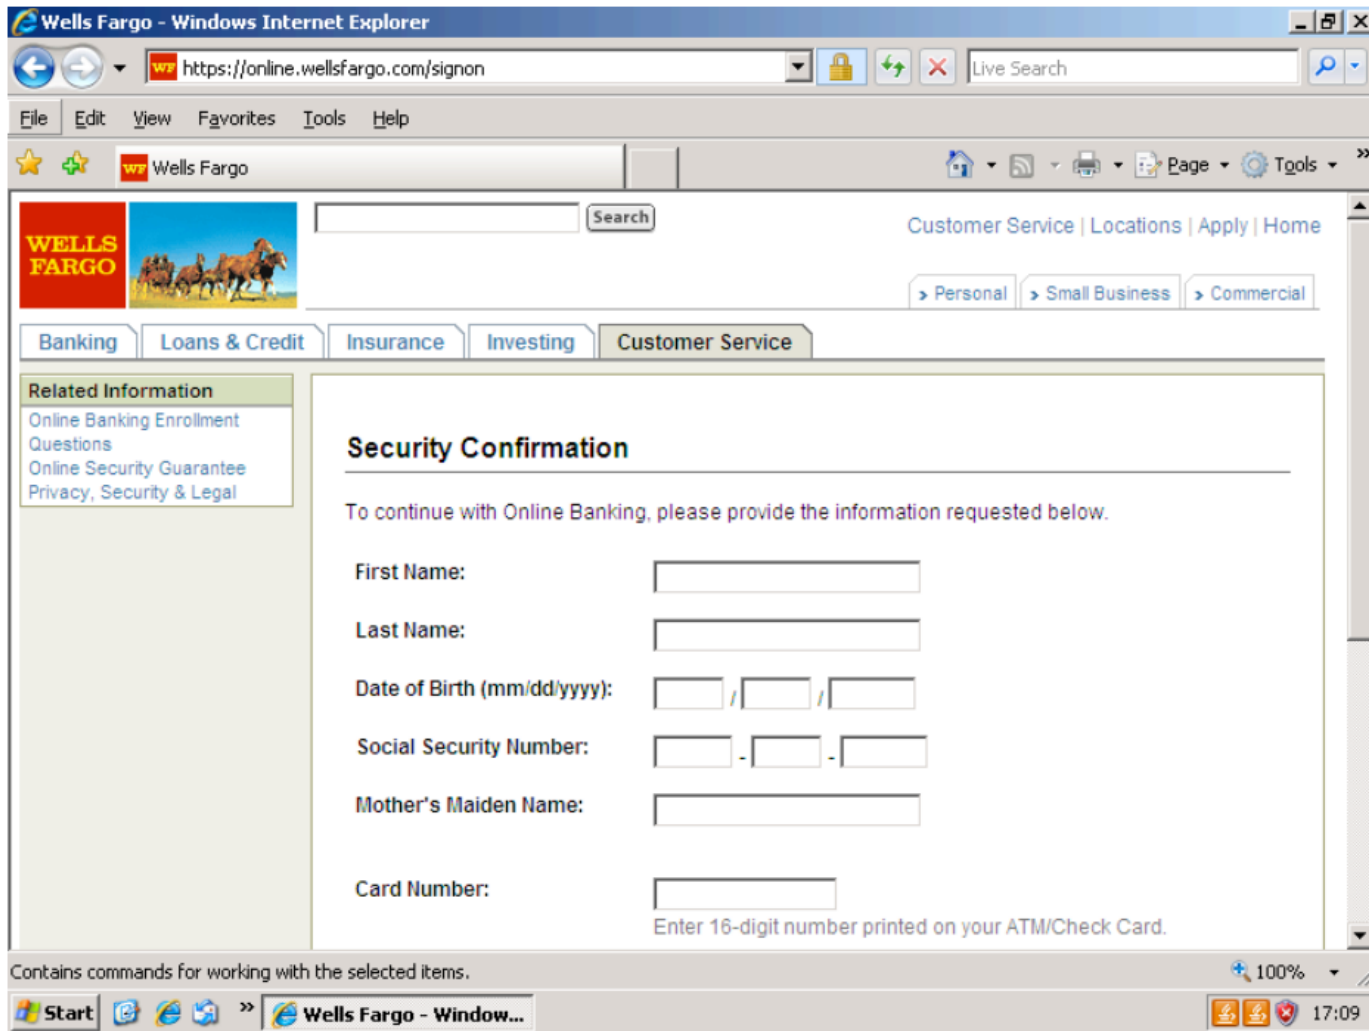 Wells Fargo - Windows Internet Explorer
WF https://online.wellsfargo.com/signon
Live Search
File Edit View Favorites Tools Help
WF Wells Fargo
Page Tools »
WELLS
FARGO
Search
Customer Service | Locations | Apply | Home
Personal Small Business Commercial
Banking Loans & Credit Insurance Investing Customer Service
Related Information
Online Banking Enrollment
Questions
Online Security Guarantee
Privacy, Security & Legal
Security Confirmation
To continue with Online Banking, please provide the information requested below.
First Name:
Last Name:
Date of Birth (mm/dd/yyyy): / /
Social Security Number: - -
Mother's Maiden Name:
Card Number:
Enter 16-digit number printed on your ATM/Check Card.
Contains commands for working with the selected items.
100%
Start » Wells Fargo - Window... 17:09